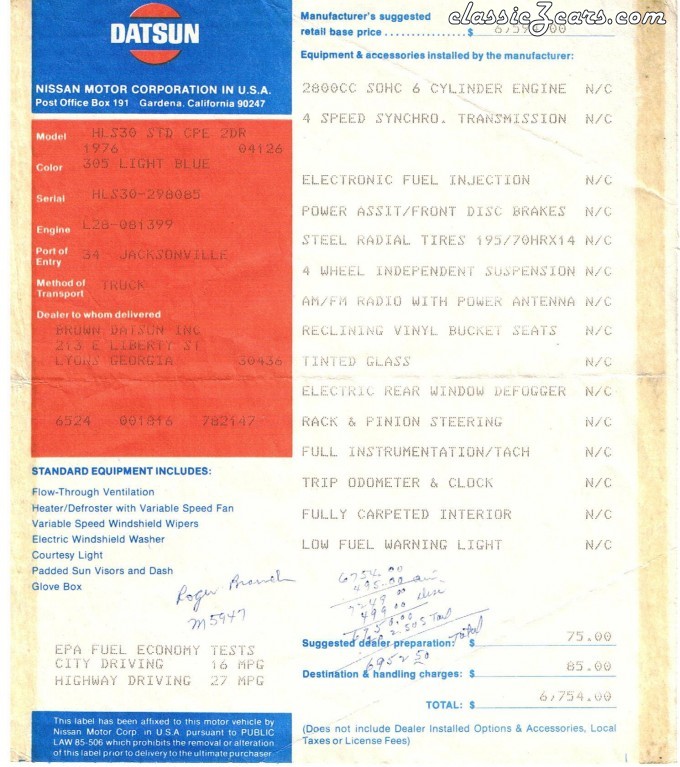 DATSUN
NISSAN MOTOR CORPORATION IN U.S.A.
Post Office Box 191 Gardena, California 90247
Model HLS30 STD CPE 2DR
1976 04126
Color 305 LIGHT BLUE
Serial HLS30-298085
Engine L28-081399
Port of Entry 34 JACKSONVILLE
Method of Transport TRUCK
Dealer to whom delivered
BROWN DATSUN INC
213 E LIBERTY ST
LYONS GEORGIA 30436
6524 001816 782147
STANDARD EQUIPMENT INCLUDES:
Flow-Through Ventilation
Heater/Defroster with Variable Speed Fan
Variable Speed Windshield Wipers
Electric Windshield Washer
Courtesy Light
Padded Sun Visors and Dash
Glove Box
Roger Branch
M5947
EPA FUEL ECONOMY TESTS
CITY DRIVING 16 MPG
HIGHWAY DRIVING 27 MPG
This label has been affixed to this motor vehicle by
Nissan Motor Corp. in U.S.A. pursuant to PUBLIC
LAW 85-506 which prohibits the removal or alteration
of this label prior to delivery to the ultimate purchaser
classicZcars.com
Manufacturer's suggested
retail base price ............... $
Equipment & accessories installed by the manufacturer:
2800CC SOHC 6 CYLINDER ENGINE N/C
4 SPEED SYNCHRO. TRANSMISSION N/C
ELECTRONIC FUEL INJECTION N/C
POWER ASSIT/FRONT DISC BRAKES N/C
STEEL RADIAL TIRES 195/70HRX14 N/C
4 WHEEL INDEPENDENT SUSPENSION N/C
AM/FM RADIO WITH POWER ANTENNA N/C
RECLINING VINYL BUCKET SEATS N/C
TINTED GLASS N/C
ELECTRIC REAR WINDOW DEFOGGER N/C
RACK & PINION STEERING N/C
FULL INSTRUMENTATION/TACH N/C
TRIP ODOMETER & CLOCK N/C
FULLY CARPETED INTERIOR N/C
LOW FUEL WARNING LIGHT N/C
6754.00
495.00 air
7249 00
499 00
total
6952 50
Suggested dealer preparation: $ 75.00
Destination & handling charges: $ 85.00
TOTAL: $ 6,754.00
(Does not include Dealer Installed Options & Accessories, Local
Taxes or License Fees)